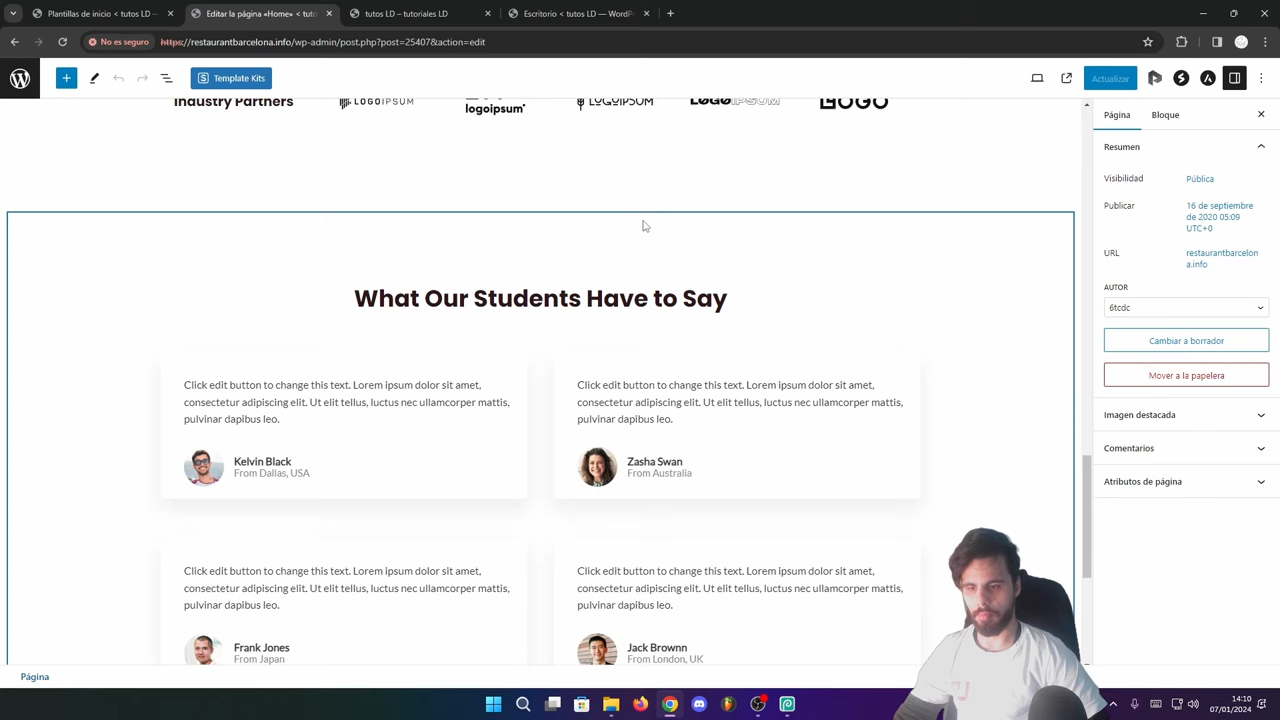 Plantillas de inicio < tutos LD —
Editar la página «Home» < tuto
tutos LD – tutoriales LD
Escritorio < tutos LD — WordPr
No es seguro
https://restaurantbarcelona.info/wp-admin/post.php?post=25407&action=edit
Template Kits
Actualizar
Industry Partners
LOGOIPSUM
logoipsum
LOGOIPSUM
LOGOIPSUM
LOGO
Página
Bloque
Resumen
Visibilidad
Pública
Publicar
16 de septiembre
de 2020 05:09
UTC+0
URL
restaurantbarcelon
a.info
AUTOR
6tcdc
Cambiar a borrador
Mover a la papelera
Imagen destacada
Comentarios
Atributos de página
What Our Students Have to Say
Click edit button to change this text. Lorem ipsum dolor sit amet,
consectetur adipiscing elit. Ut elit tellus, luctus nec ullamcorper mattis,
pulvinar dapibus leo.
Kelvin Black
From Dallas, USA
Click edit button to change this text. Lorem ipsum dolor sit amet,
consectetur adipiscing elit. Ut elit tellus, luctus nec ullamcorper mattis,
pulvinar dapibus leo.
Zasha Swan
From Australia
Click edit button to change this text. Lorem ipsum dolor sit amet,
consectetur adipiscing elit. Ut elit tellus, luctus nec ullamcorper mattis,
pulvinar dapibus leo.
Frank Jones
From Japan
Click edit button to change this text. Lorem ipsum dolor sit amet,
consectetur adipiscing elit. Ut elit tellus, luctus nec ullamcorper mattis,
pulvinar dapibus leo.
Jack Brownn
From London, UK
Página
14:10
07/01/2024